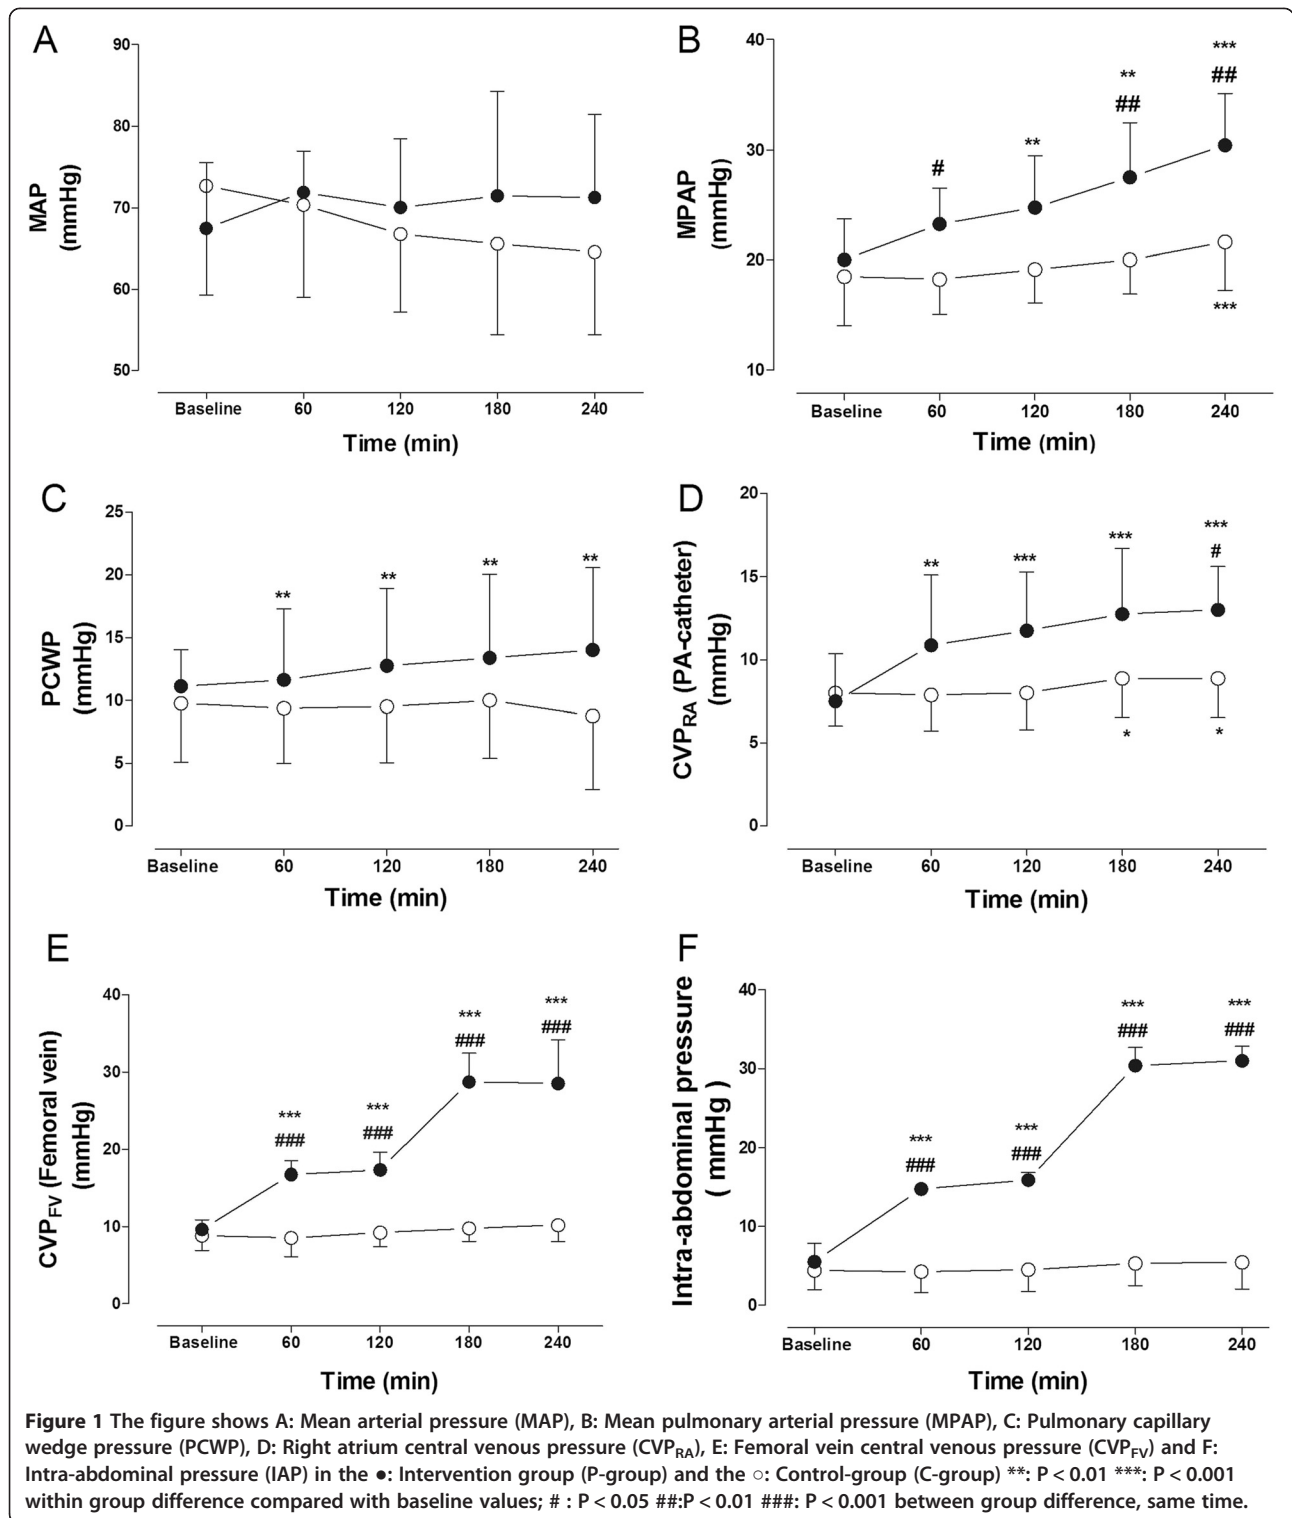 A
90
80
70
60
50
MAP
(mmHg)
Baseline 60 120 180 240
Time (min)
B
40
30
20
10
MPAP
(mmHg)
#
**
**
##
***
##
***
Baseline 60 120 180 240
Time (min)
C
25
20
15
10
5
0
PCWP
(mmHg)
**
**
**
**
Baseline 60 120 180 240
Time (min)
D
20
15
10
5
0
CVPRA (PA-catheter)
(mmHg)
**
***
***
***
#
*
*
Baseline 60 120 180 240
Time (min)
E
40
30
20
10
0
CVPFV (Femoral vein)
(mmHg)
***
###
***
###
***
###
***
###
Baseline 60 120 180 240
Time (min)
F
40
30
20
10
0
Intra-abdominal pressure
( mmHg )
***
###
***
###
***
###
***
###
Baseline 60 120 180 240
Time (min)
Figure 1 The figure shows A: Mean arterial pressure (MAP), B: Mean pulmonary arterial pressure (MPAP), C: Pulmonary capillary
wedge pressure (PCWP), D: Right atrium central venous pressure (CVPRA), E: Femoral vein central venous pressure (CVPFV) and F:
Intra-abdominal pressure (IAP) in the ●: Intervention group (P-group) and the ○: Control-group (C-group) **: P < 0.01 ***: P < 0.001
within group difference compared with baseline values; # : P < 0.05 ##:P < 0.01 ###: P < 0.001 between group difference, same time.